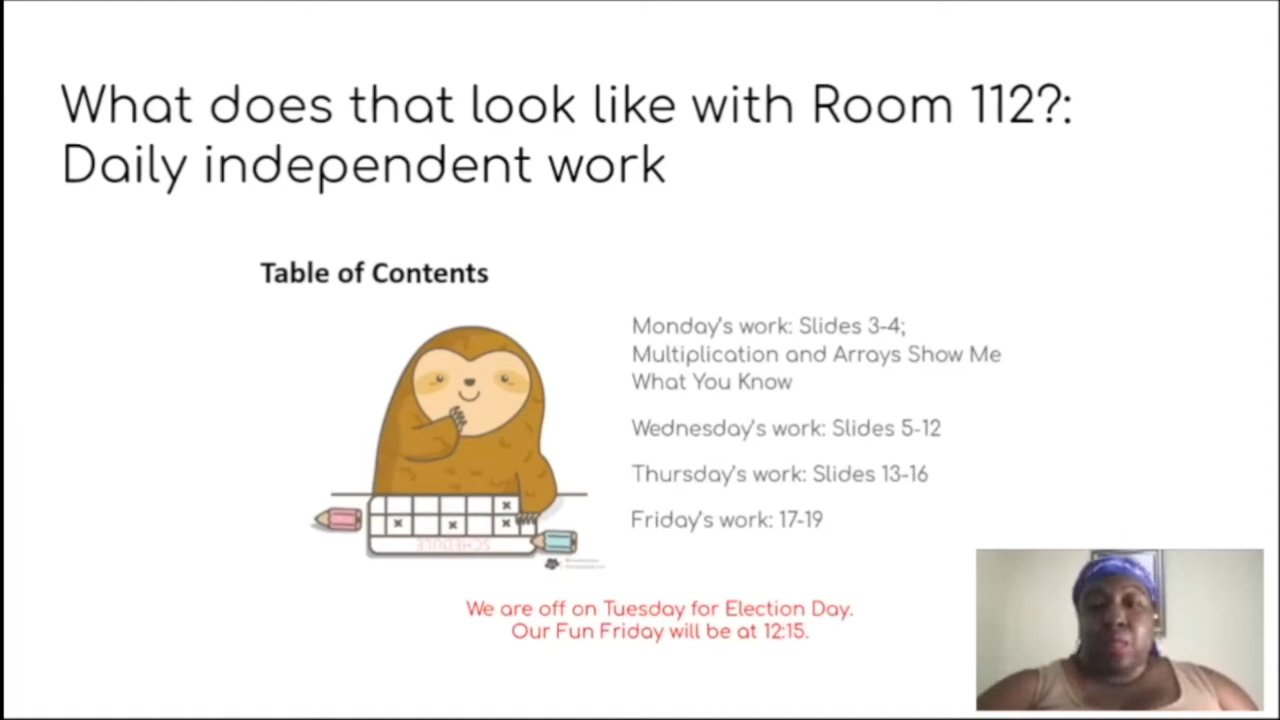 What does that look like with Room 112?:
Daily independent work
Table of Contents
Monday's work: Slides 3-4;
Multiplication and Arrays Show Me
What You Know
Wednesday's work: Slides 5-12
Thursday's work: Slides 13-16
Friday's work: 17-19
SCHEDULE
We are off on Tuesday for Election Day.
Our Fun Friday will be at 12:15.